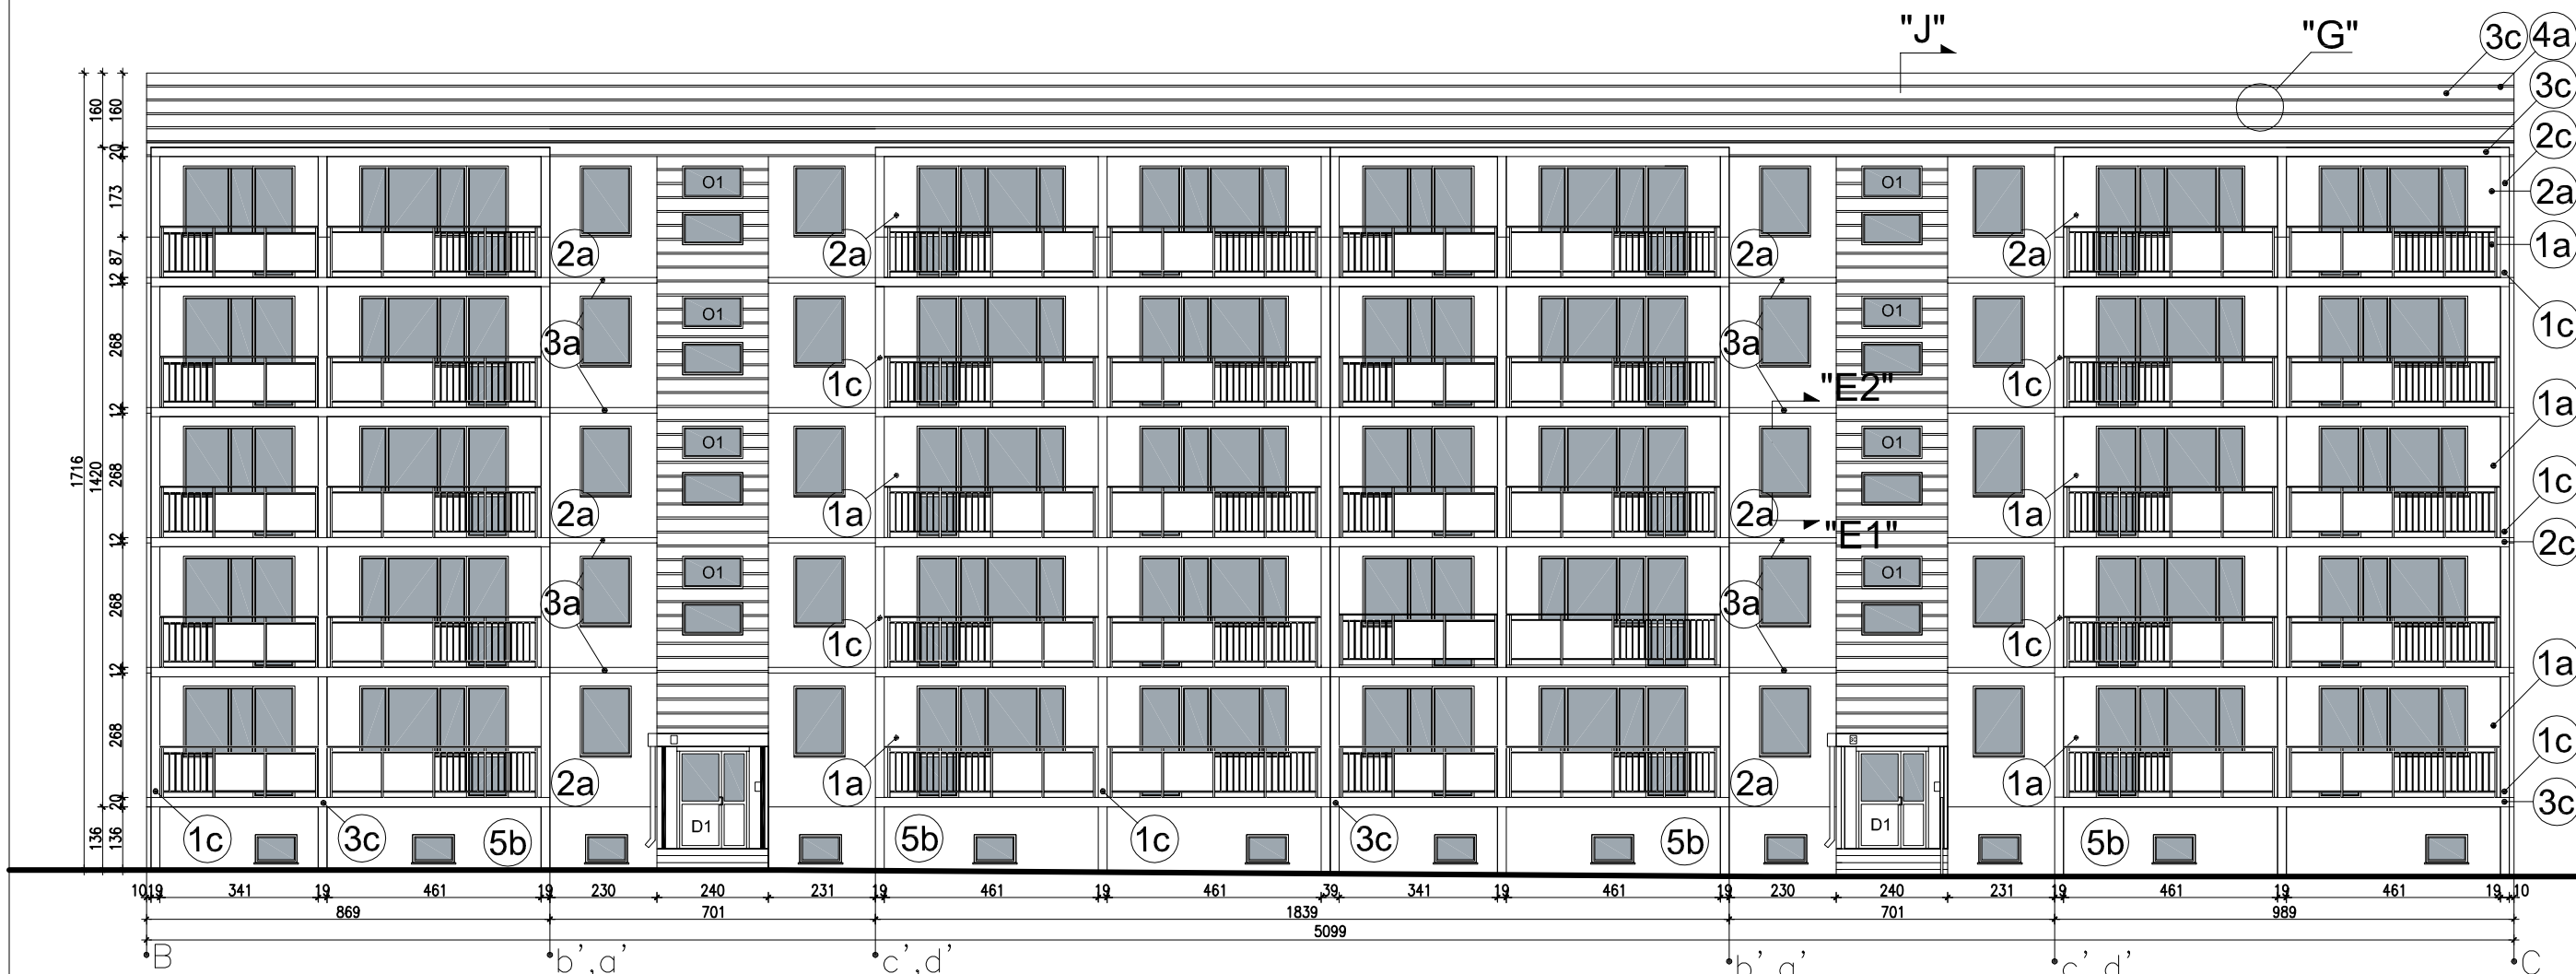 "J"
"G"
3c 4a
3c
2c
2a
1a
1c
1a
1c
2c
1a
1c
3c
160 160
20
173
87
12
268
12
268
12
268
12
268
20
136 136
1716
1420
O1 O1
2a 2a 2a 2a
O1 O1
3a 1c 3a 1c
"E2"
O1 O1
2a 1a 2a 1a
"E1"
O1 O1
3a 1c 3a 1c
2a 1a 2a 1a
D1 D1
1c 3c 5b 5b 1c 3c 5b 5b
10 19 341 19 461 19 230 240 231 19 461 19 461 39 341 19 461 19 230 240 231 19 461 19 461 19 10
869 701 1839 701 989
5099
B b',a' c',d' b',a' c',d' C